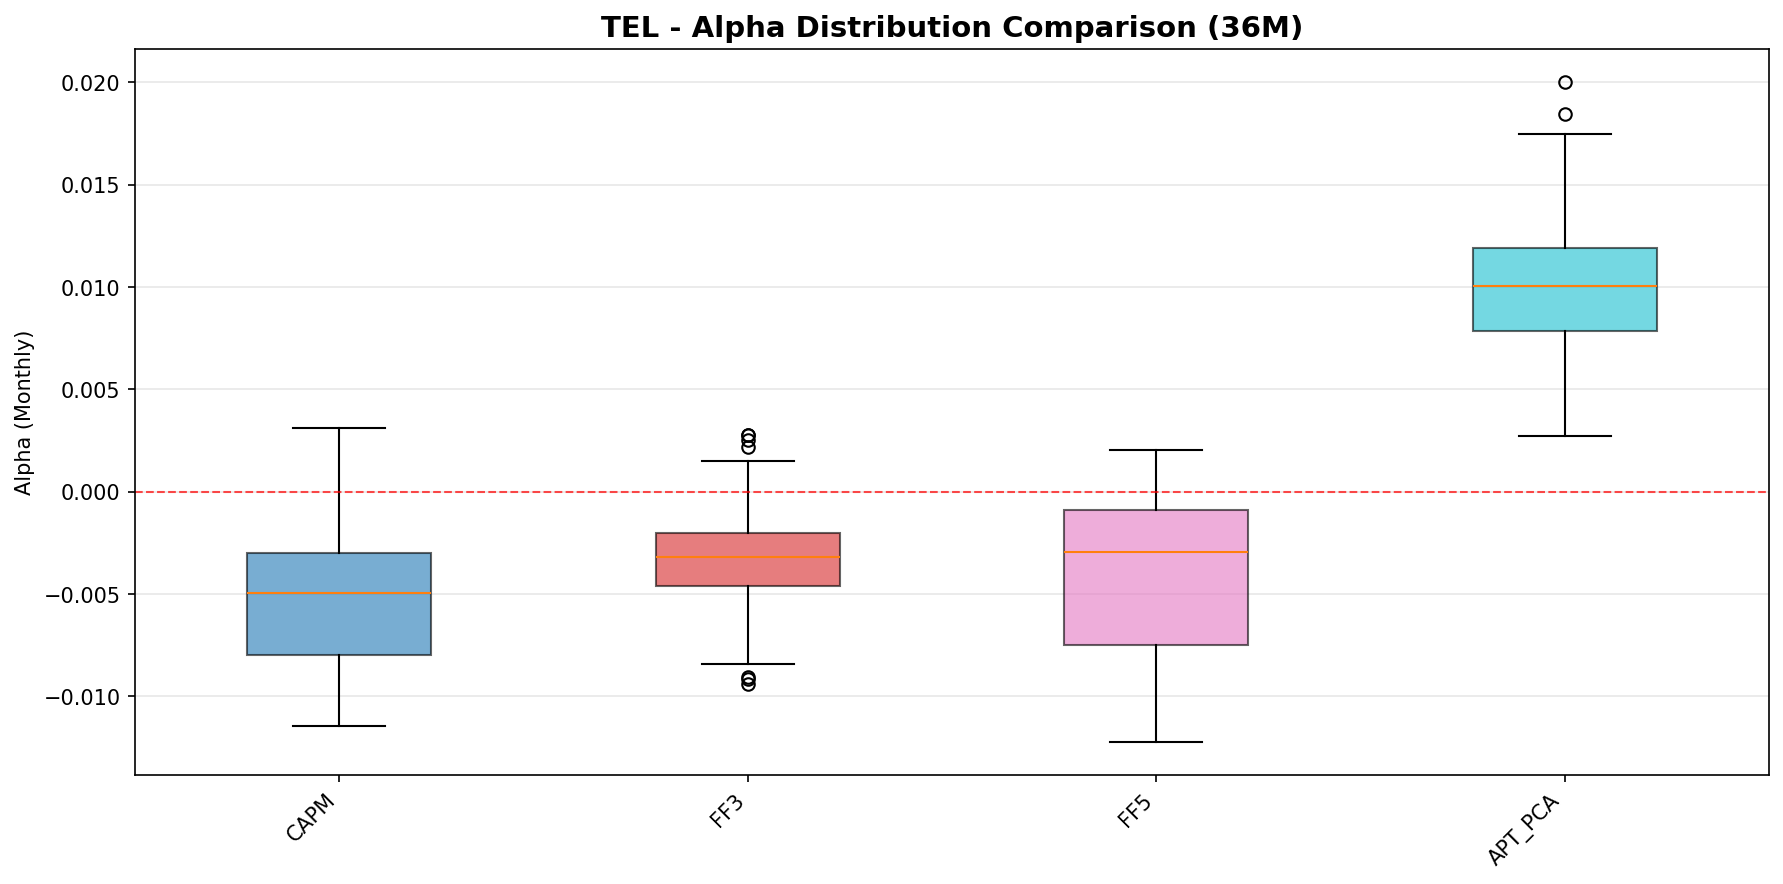 TEL - Alpha Distribution Comparison (36M)
Alpha (Monthly)
0.020
0.015
0.010
0.005
0.000
−0.005
−0.010
CAPM
FF3
FF5
APT_PCA